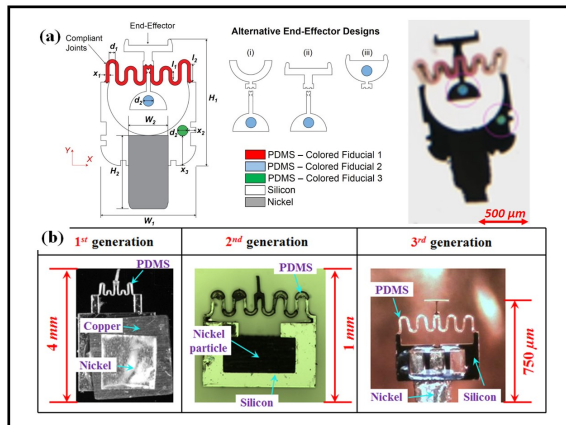 (a)
End-Effector
Compliant
Joints
d₁
x₁
l₁
l₂
H₁
d₂
W₂
d₂
x₂
Y
X
H₂
x₃
W₁
Alternative End-Effector Designs
(i)
(ii)
(iii)
PDMS – Colored Fiducial 1
PDMS – Colored Fiducial 2
PDMS – Colored Fiducial 3
Silicon
Nickel
500 µm
(b)
1st generation
2nd generation
3rd generation
PDMS
Copper
Nickel
4 mm
PDMS
Nickel
particle
Silicon
1 mm
PDMS
Nickel
Silicon
750 µm